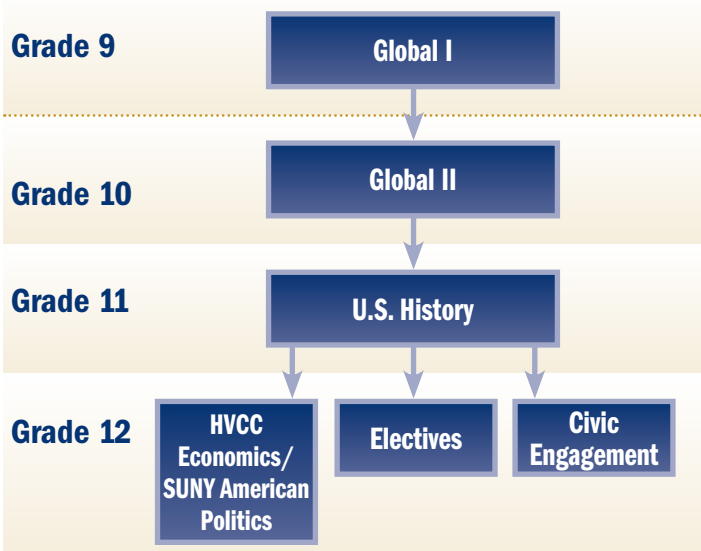 Grade 9
Global I
Grade 10
Global II
Grade 11
U.S. History
Grade 12
HVCC
Economics/
SUNY American
Politics
Electives
Civic
Engagement